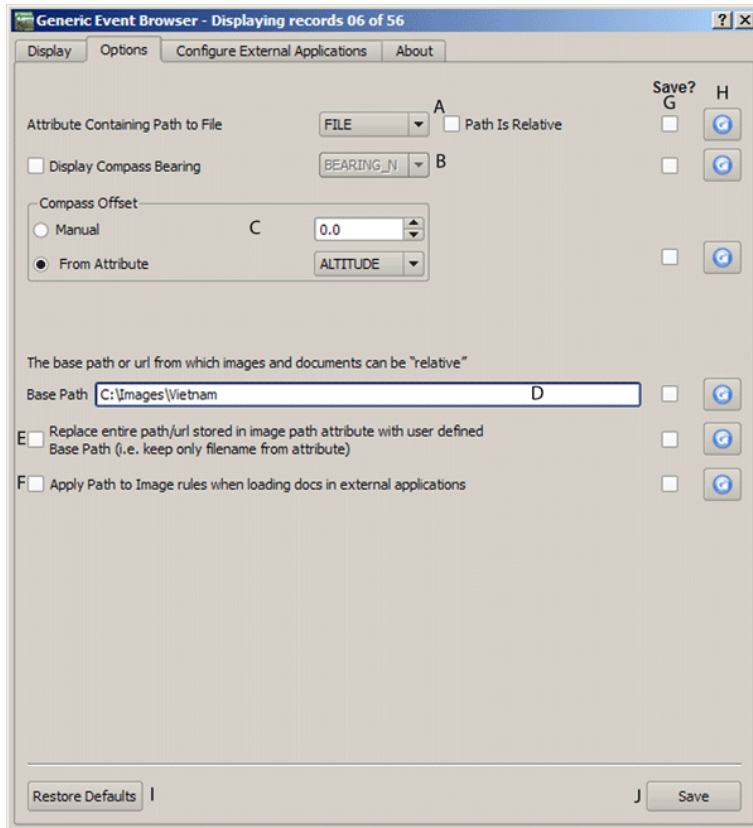 Generic Event Browser - Displaying records 06 of 56
Display Options Configure External Applications About
Save?
G H
A
Attribute Containing Path to File FILE Path Is Relative
Display Compass Bearing BEARING_N B
Compass Offset
Manual C 0.0
From Attribute ALTITUDE
The base path or url from which images and documents can be "relative"
Base Path C:\Images\Vietnam D
E Replace entire path/url stored in image path attribute with user defined
Base Path (i.e. keep only filename from attribute)
F Apply Path to Image rules when loading docs in external applications
Restore Defaults I J Save